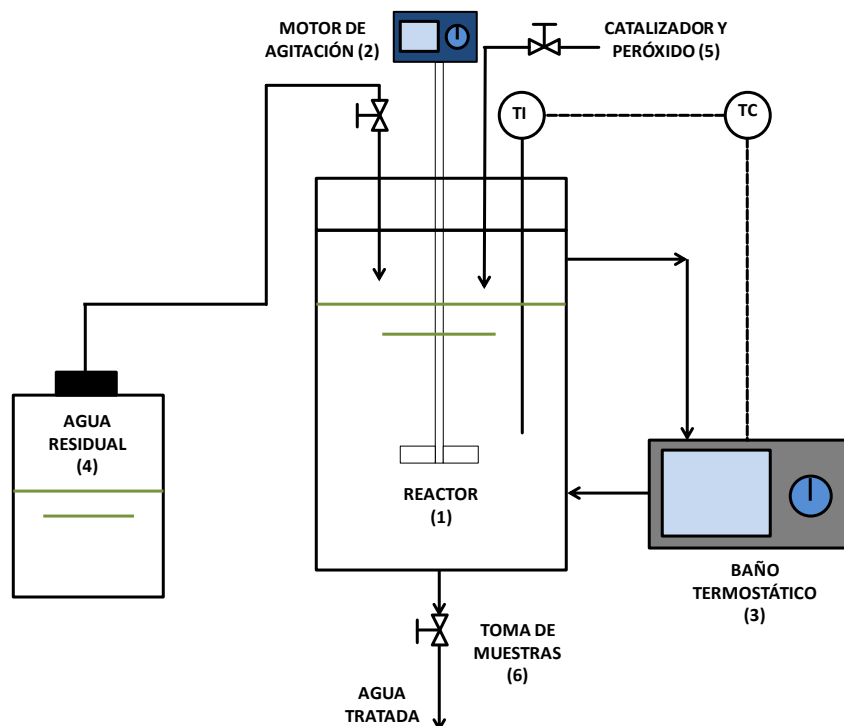 MOTOR DE
AGITACIÓN (2)
CATALIZADOR Y
PERÓXIDO (5)
TI
TC
AGUA
RESIDUAL
(4)
REACTOR
(1)
BAÑO
TERMOSTÁTICO
(3)
TOMA DE
MUESTRAS
(6)
AGUA
TRATADA